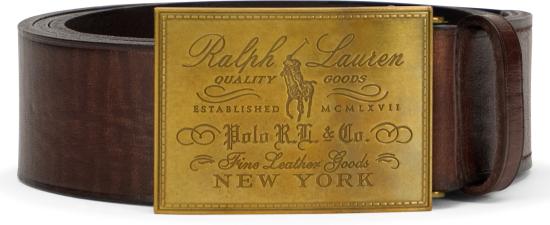 Ralph Lauren
QUALITY GOODS
ESTABLISHED MCMLXVII
Polo R.L. & Co.
Fine Leather Goods
NEW YORK